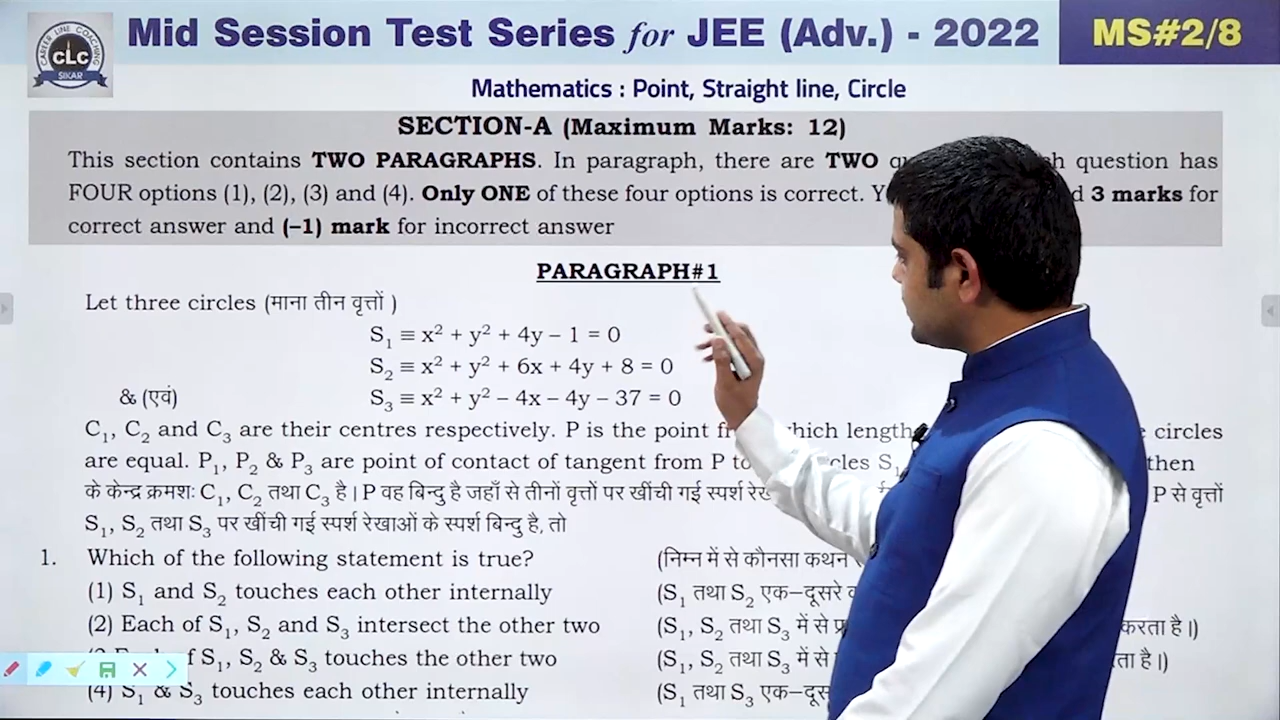 CAREER LINE COACHING
CLC
SIKAR
Mid Session Test Series for JEE (Adv.) - 2022
MS#2/8
Mathematics : Point, Straight line, Circle
SECTION-A (Maximum Marks: 12)
This section contains TWO PARAGRAPHS. In paragraph, there are TWO question has
FOUR options (1), (2), (3) and (4). Only ONE of these four options is correct. 3 marks for
correct answer and (–1) mark for incorrect answer
PARAGRAPH#1
Let three circles (माना तीन वृत्तों )
S₁ ≡ x² + y² + 4y – 1 = 0
S₂ ≡ x² + y² + 6x + 4y + 8 = 0
& (एवं) S₃ ≡ x² + y² – 4x – 4y – 37 = 0
C₁, C₂ and C₃ are their centres respectively. P is the point which length circles
are equal. P₁, P₂ & P₃ are point of contact of tangent from P to S₁ then
के केन्द्र क्रमशः C₁, C₂ तथा C₃ है। P वह बिन्दु है जहाँ से तीनों वृत्तों पर खींची गई स्पर्श P से वृत्तों
S₁, S₂ तथा S₃ पर खींची गई स्पर्श रेखाओं के स्पर्श बिन्दु है, तो
1. Which of the following statement is true? (निम्न में से कौनसा कथन
(1) S₁ and S₂ touches each other internally (S₁ तथा S₂ एक–दूसरे
(2) Each of S₁, S₂ and S₃ intersect the other two (S₁, S₂ तथा S₃ में से करता है।)
S₁, S₂ & S₃ touches the other two (S₁, S₂ तथा S₃ में से है।)
(4) S₁ & S₃ touches each other internally (S₁ तथा S₃